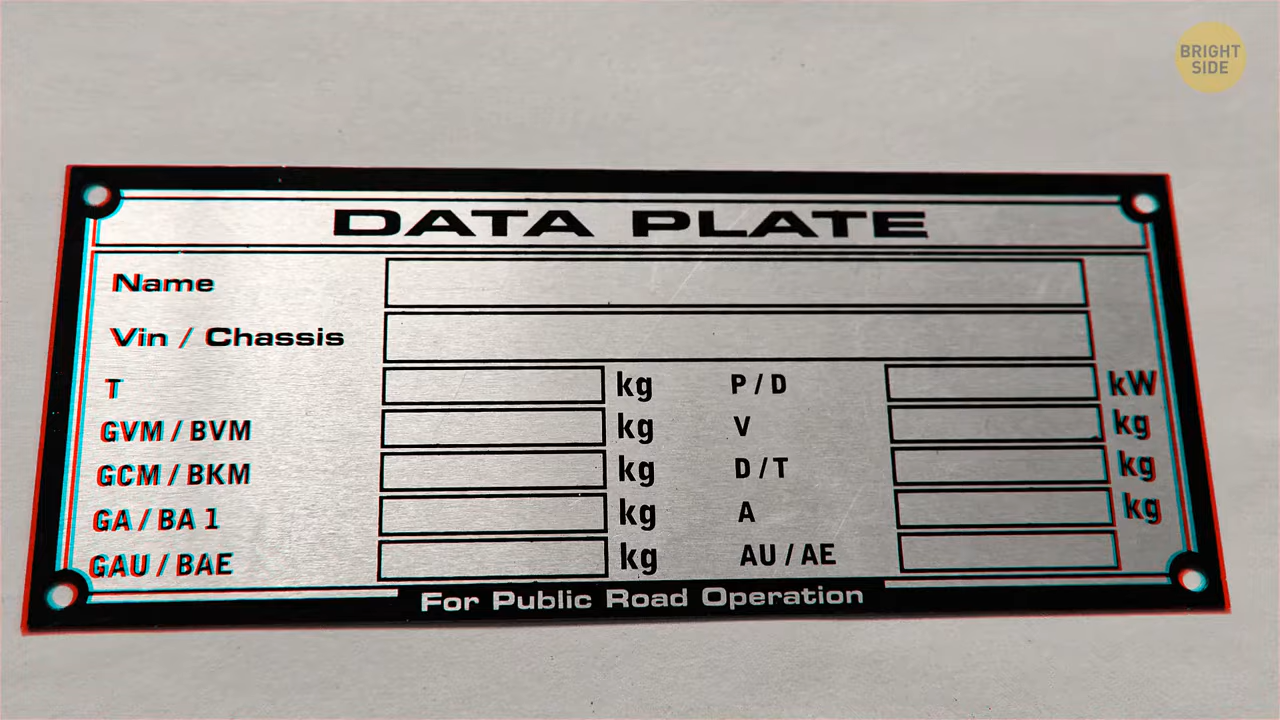 BRIGHT
SIDE
DATA PLATE
Name
Vin / Chassis
T kg P / D kW
GVM / BVM kg V kg
GCM / BKM kg D / T kg
GA / BA 1 kg A kg
GAU / BAE kg AU / AE
For Public Road Operation